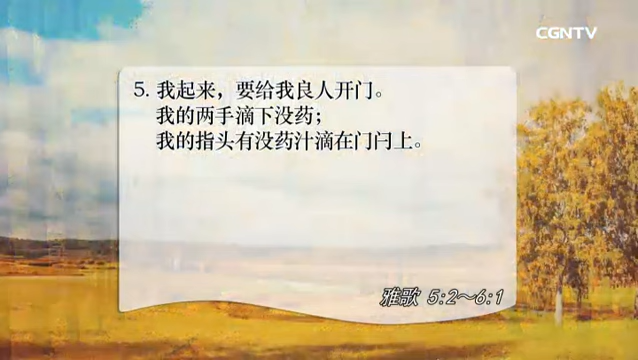 CGNTV
5. 我起来，要给我良人开门。
我的两手滴下没药；
我的指头有没药汁滴在门闩上。
雅歌 5:2～6:1